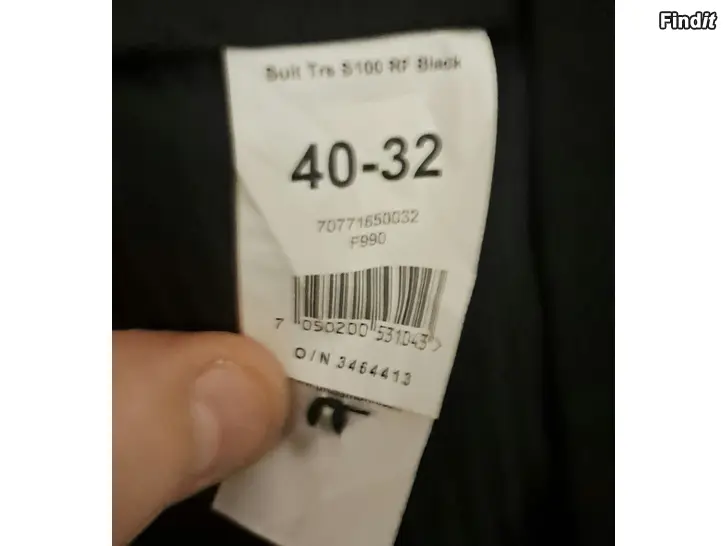 Findit
Suit Trs S100 RF Black
40-32
70771650032
F990
7 050200 531043 >
O/N 3464413